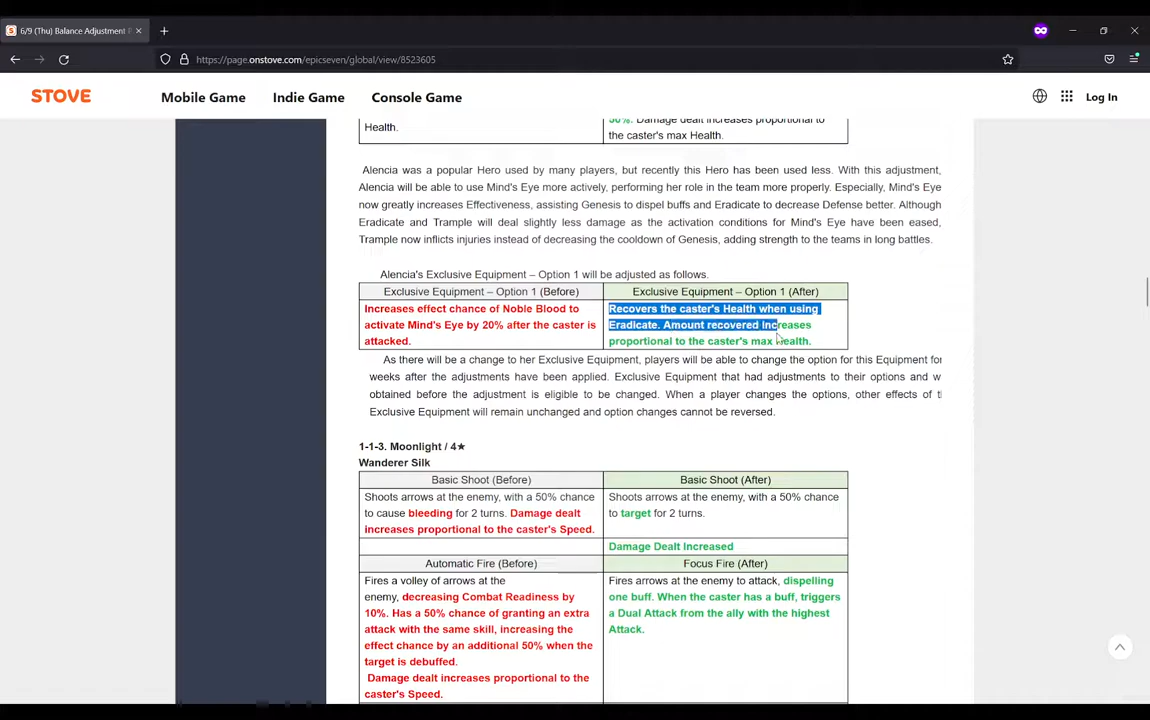 6/9 (Thu) Balance Adjustment
https://page.onstove.com/epicseven/global/view/8523605
STOVE
Mobile Game
Indie Game
Console Game
Log In
Health.
50%. Damage dealt increases proportional to
the caster's max Health.
Alencia was a popular Hero used by many players, but recently this Hero has been used less. With this adjustment,
Alencia will be able to use Mind's Eye more actively, performing her role in the team more properly. Especially, Mind's Eye
now greatly increases Effectiveness, assisting Genesis to dispel buffs and Eradicate to decrease Defense better. Although
Eradicate and Trample will deal slightly less damage as the activation conditions for Mind's Eye have been eased,
Trample now inflicts injuries instead of decreasing the cooldown of Genesis, adding strength to the teams in long battles.
Alencia's Exclusive Equipment – Option 1 will be adjusted as follows.
Exclusive Equipment – Option 1 (Before)
Exclusive Equipment – Option 1 (After)
Increases effect chance of Noble Blood to
activate Mind's Eye by 20% after the caster is
attacked.
Recovers the caster's Health when using
Eradicate. Amount recovered increases
proportional to the caster's max Health.
As there will be a change to her Exclusive Equipment, players will be able to change the option for this Equipment for
weeks after the adjustments have been applied. Exclusive Equipment that had adjustments to their options and w
obtained before the adjustment is eligible to be changed. When a player changes the options, other effects of t
Exclusive Equipment will remain unchanged and option changes cannot be reversed.
1-1-3. Moonlight / 4★
Wanderer Silk
Basic Shoot (Before)
Basic Shoot (After)
Shoots arrows at the enemy, with a 50% chance
to cause bleeding for 2 turns. Damage dealt
increases proportional to the caster's Speed.
Shoots arrows at the enemy, with a 50% chance
to target for 2 turns.
Damage Dealt Increased
Automatic Fire (Before)
Focus Fire (After)
Fires a volley of arrows at the
enemy, decreasing Combat Readiness by
10%. Has a 50% chance of granting an extra
attack with the same skill, increasing the
effect chance by an additional 50% when the
target is debuffed.
Damage dealt increases proportional to the
caster's Speed.
Fires arrows at the enemy to attack, dispelling
one buff. When the caster has a buff, triggers
a Dual Attack from the ally with the highest
Attack.